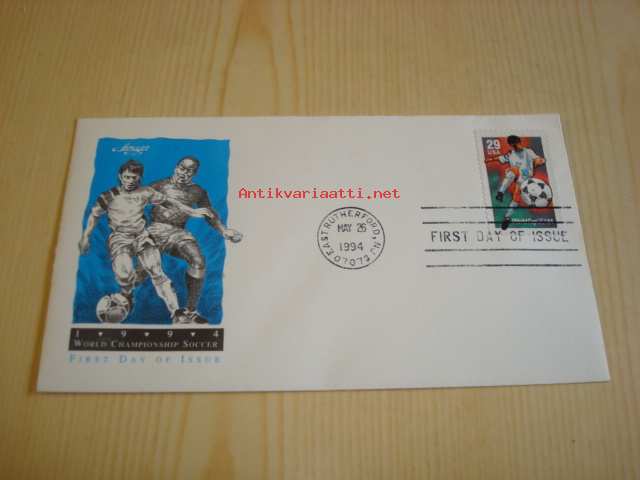 Artmaster
Antikvariaatti.net
29
USA
EAST RUTHERFORD, NJ 07073
MAY 26
1994
FIRST DAY OF ISSUE
1 ♥ 9 ♥ 9 ♥ 4
WORLD CHAMPIONSHIP SOCCER
FIRST DAY OF ISSUE